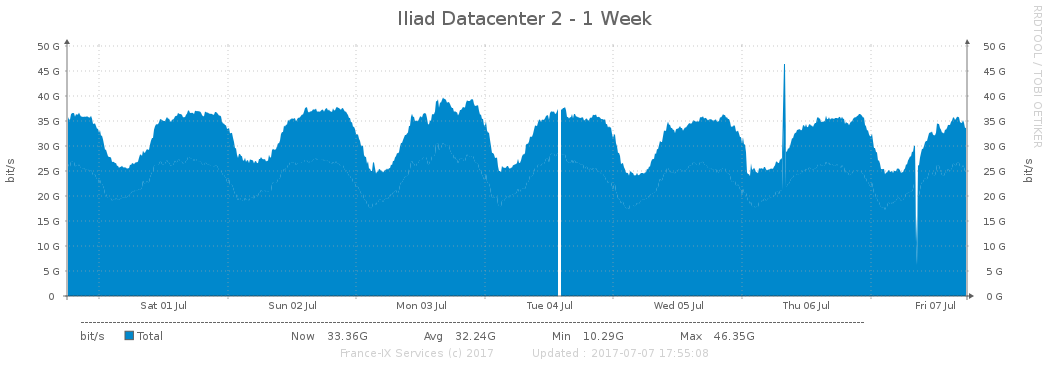 Iliad Datacenter 2 - 1 Week
RRDTOOL / TOBI OETIKER
bit/s
50 G 50 G
45 G 45 G
40 G 40 G
35 G 35 G
30 G 30 G
25 G 25 G
20 G 20 G
15 G 15 G
10 G 10 G
5 G 5 G
0 0 G
bit/s
Sat 01 Jul Sun 02 Jul Mon 03 Jul Tue 04 Jul Wed 05 Jul Thu 06 Jul Fri 07 Jul
bit/s Total Now 33.36G Avg 32.24G Min 10.29G Max 46.35G
France-IX Services (c) 2017 Updated : 2017-07-07 17:55:08